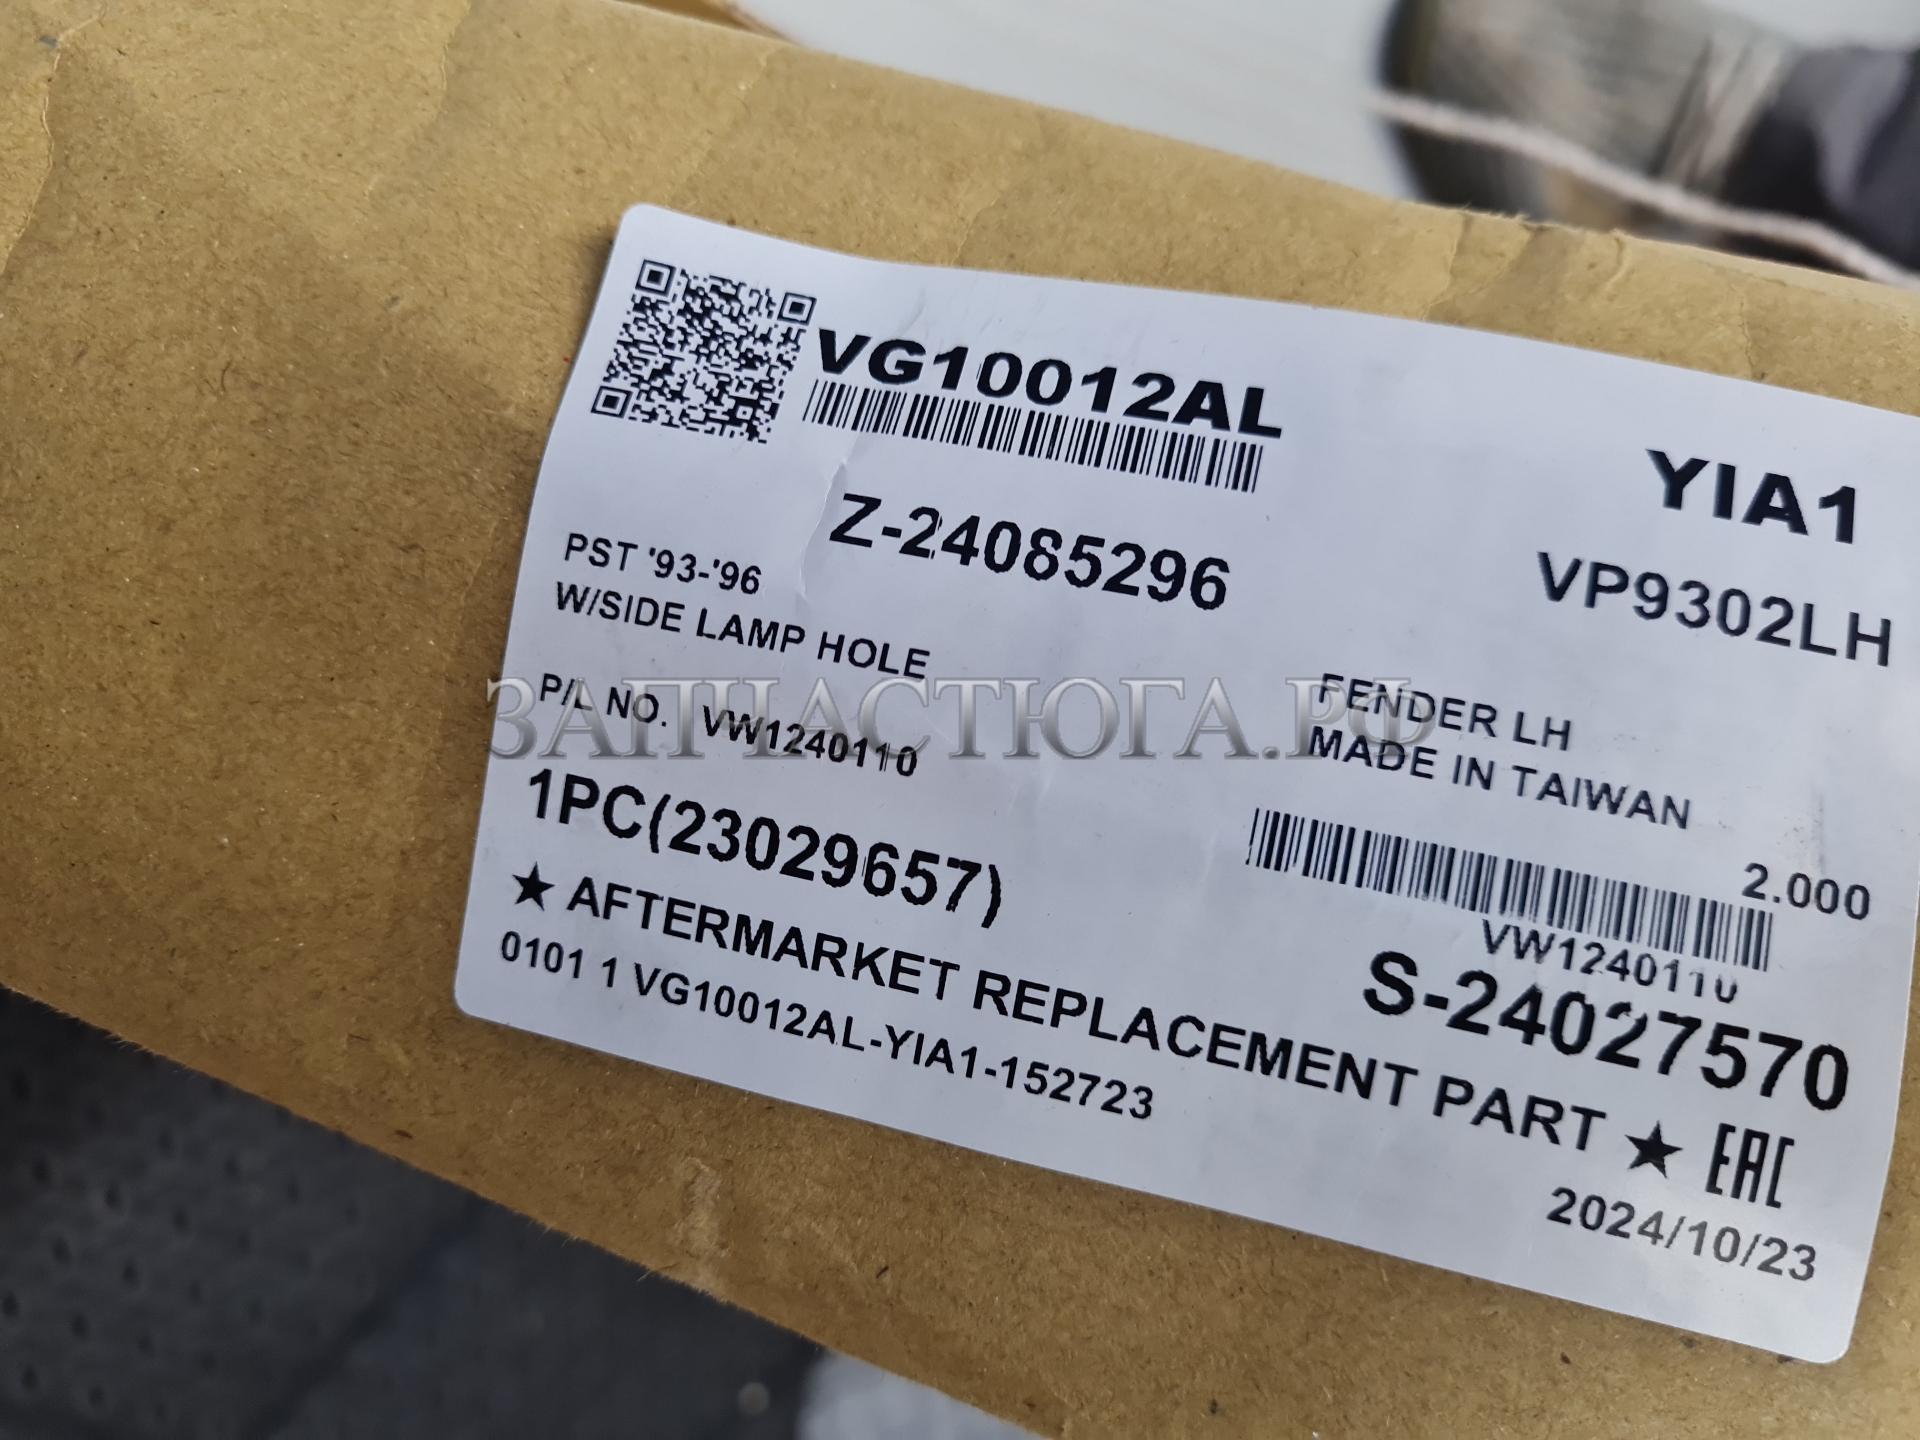 VG10012AL
YIA1
Z-24085296
VP9302LH
PST '93-'96
W/SIDE LAMP HOLE
FENDER LH
P/L NO. VW1240110
MADE IN TAIWAN
1PC(23029657)
2.000
VW1240110
S-24027570
★ AFTERMARKET REPLACEMENT PART ★ EAC
0101 1 VG10012AL-YIA1-152723
2024/10/23
ЗАПЧАСТЮГА.РФ